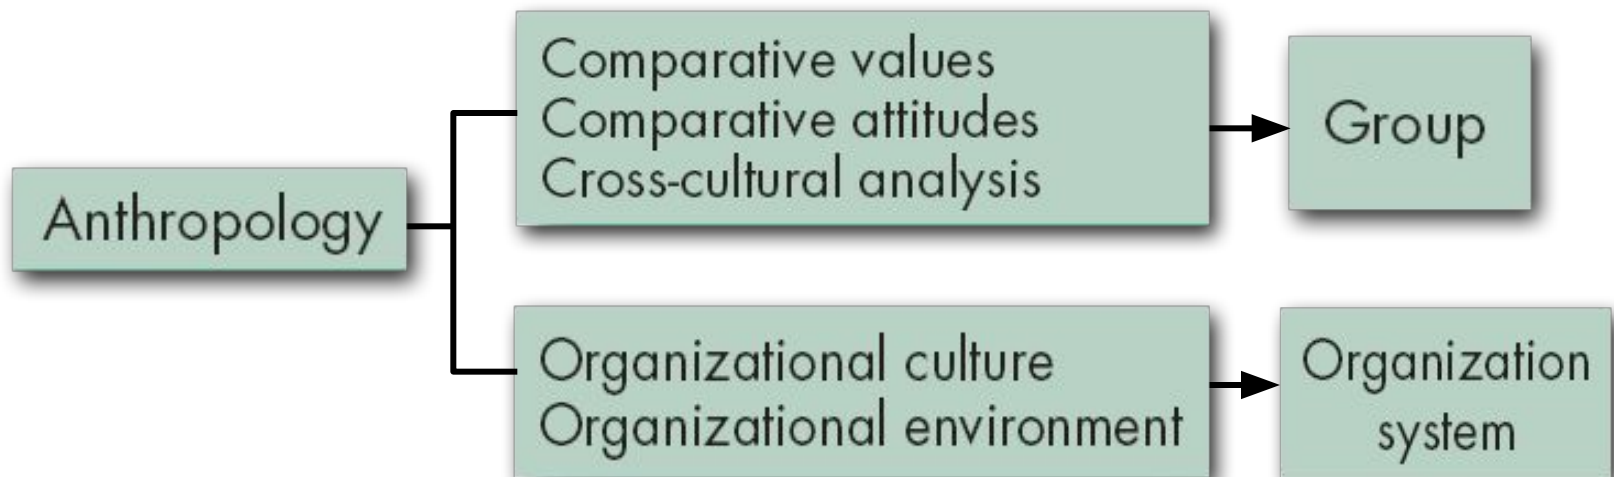 Anthropology
Comparative values
Comparative attitudes
Cross-cultural analysis
Group
Organizational culture
Organizational environment
Organization
system